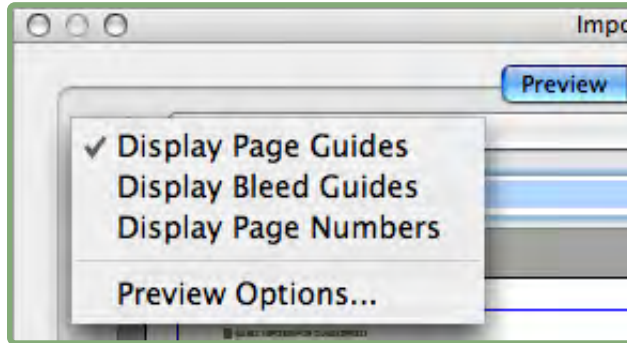 Impo
Preview
Display Page Guides
Display Bleed Guides
Display Page Numbers
Preview Options...